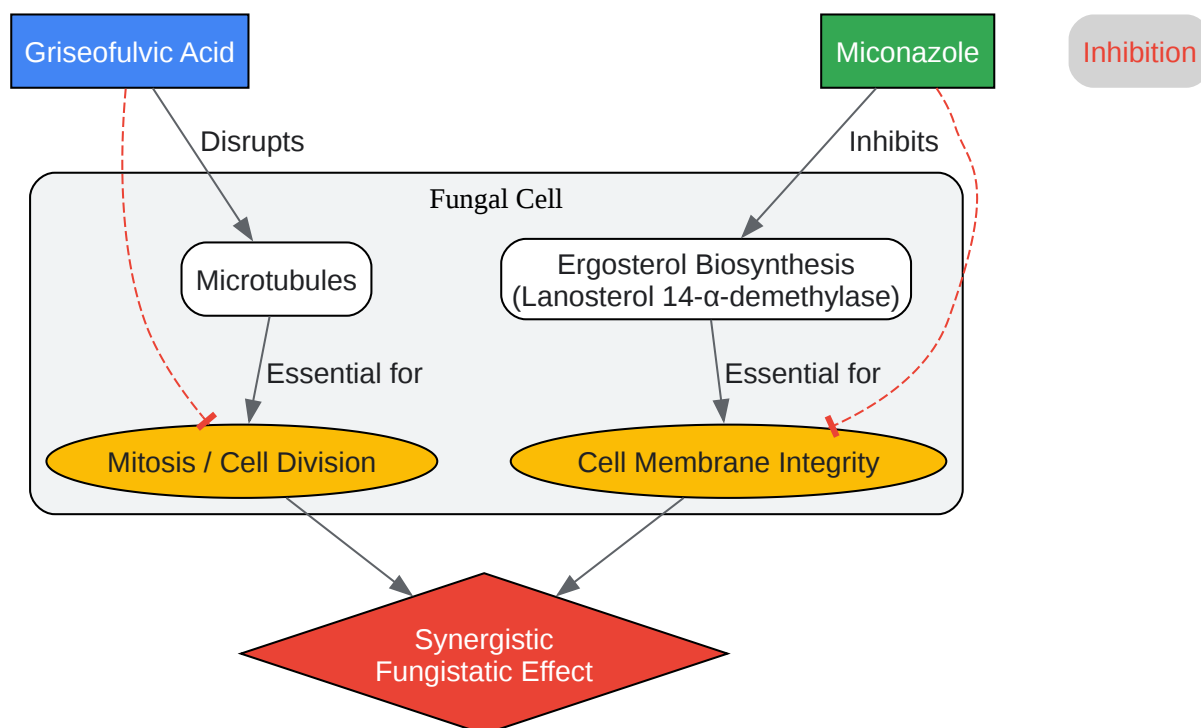 Griseofulvic Acid
Miconazole
Inhibition
Disrupts
Inhibits
Fungal Cell
Microtubules
Ergosterol Biosynthesis
(Lanosterol 14-α-demethylase)
Essential for
Essential for
Mitosis / Cell Division
Cell Membrane Integrity
Synergistic
Fungistatic Effect